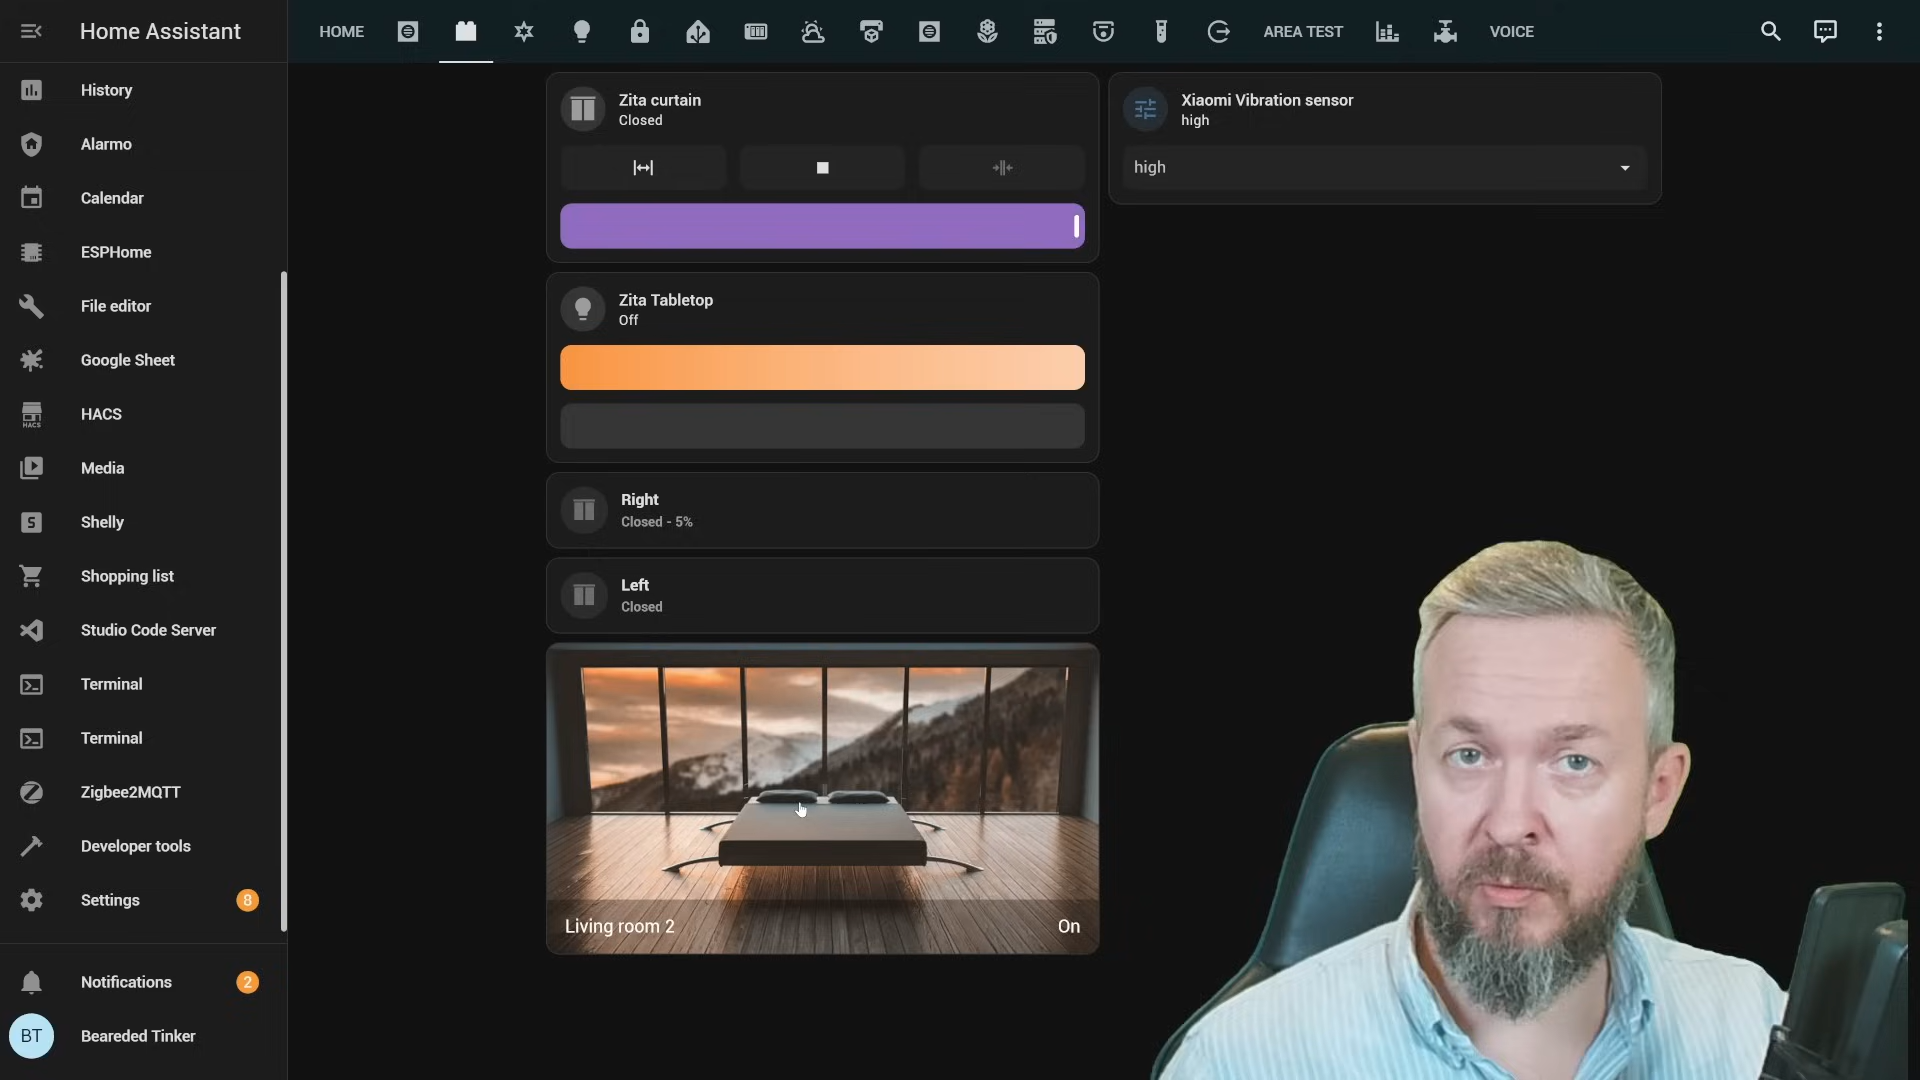 Home Assistant
HOME
AREA TEST
VOICE
History
Alarmo
Calendar
ESPHome
File editor
Google Sheet
HACS
HACS
Media
S
Shelly
Shopping list
Studio Code Server
Terminal
Terminal
Zigbee2MQTT
Developer tools
Settings
8
Notifications
2
BT
Beareded Tinker
Zita curtain
Closed
Zita Tabletop
Off
Right
Closed - 5%
Left
Closed
Living room 2
On
Xiaomi Vibration sensor
high
high